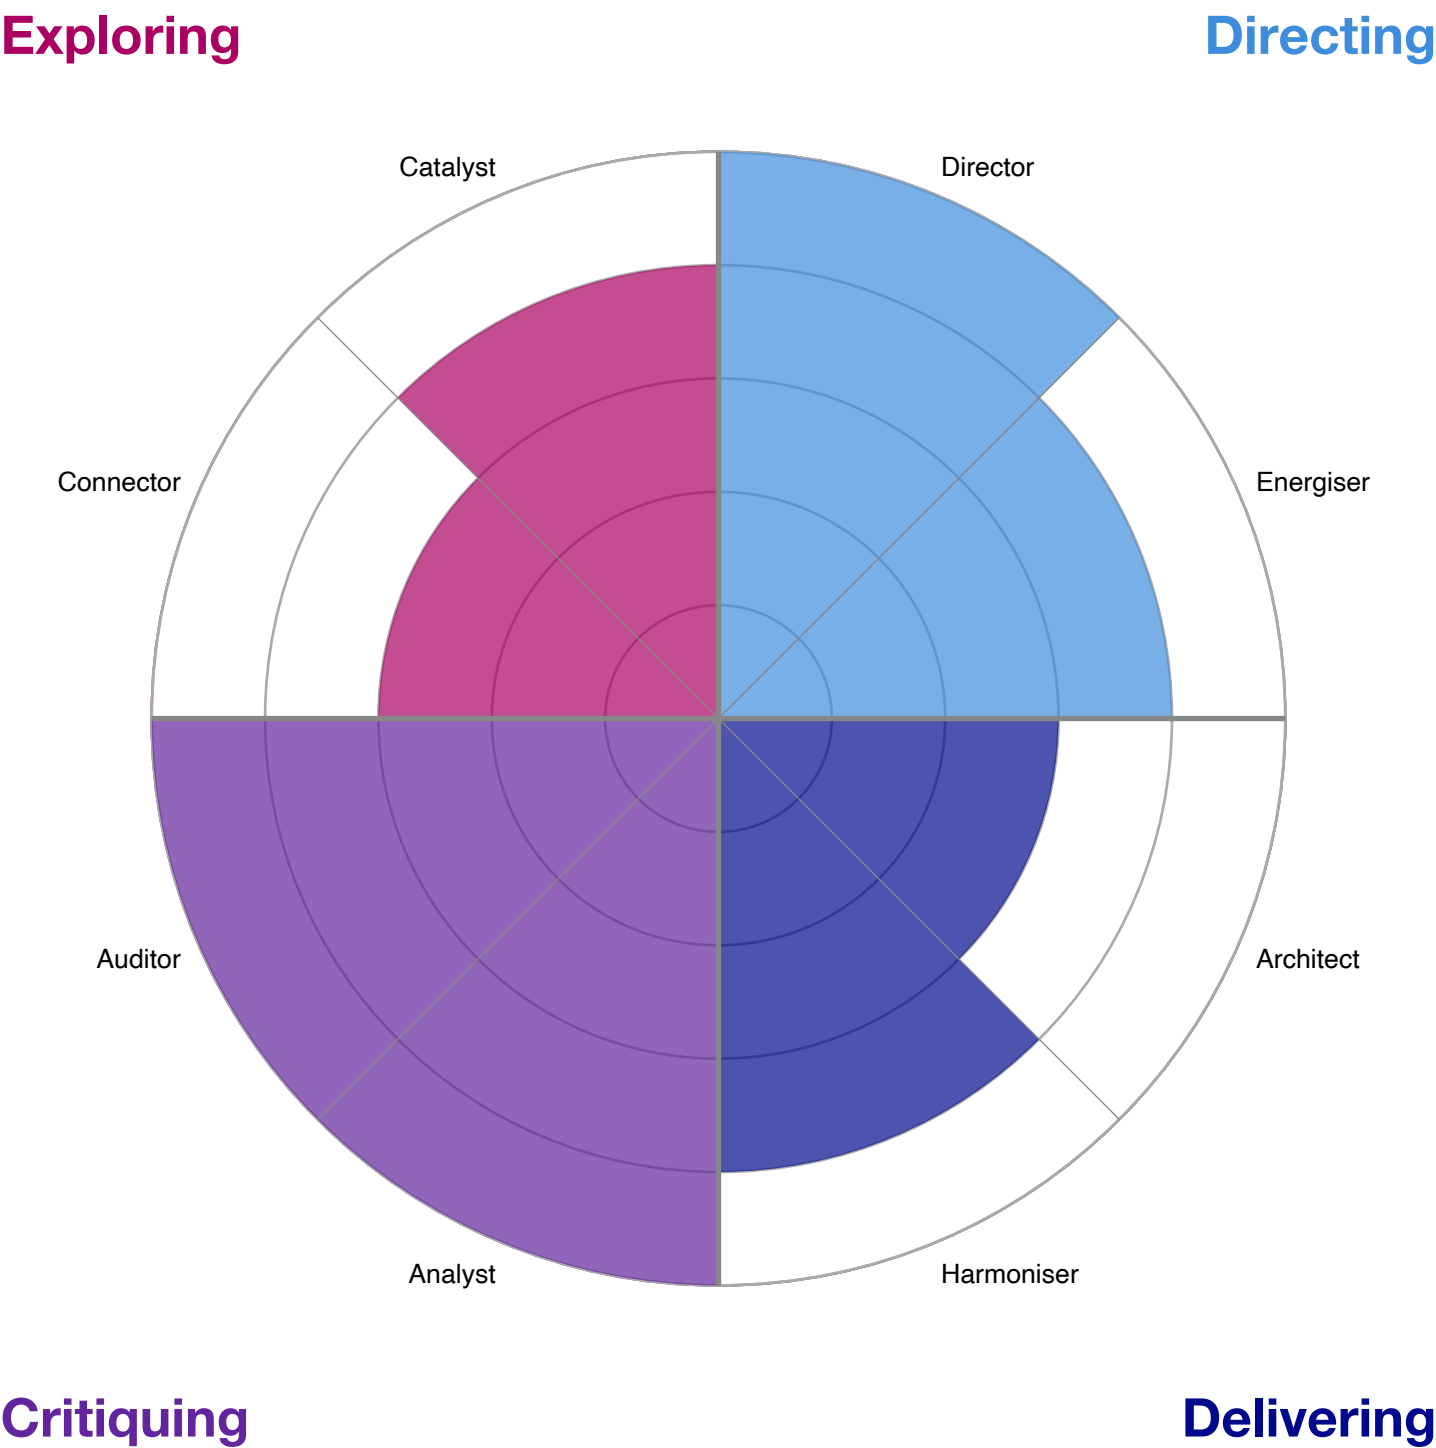 Exploring
Directing
Catalyst
Director
Connector
Energiser
Auditor
Architect
Analyst
Harmoniser
Critiquing
Delivering